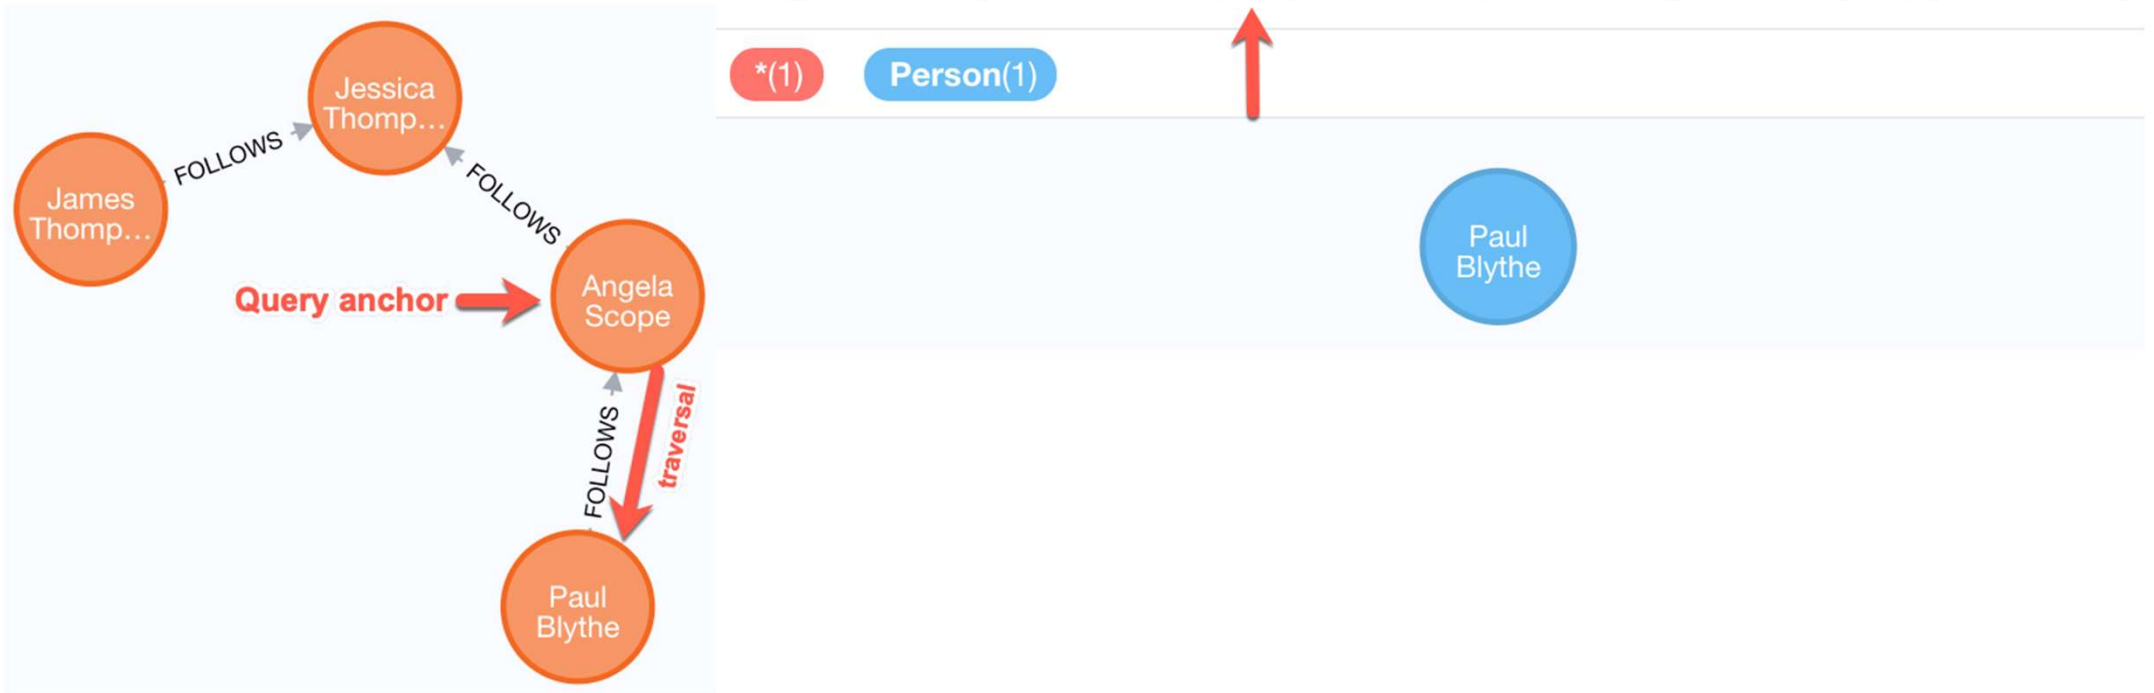 Jessica
Thomp...
FOLLOWS
James
Thomp...
FOLLOWS
Query anchor
Angela
Scope
FOLLOWS
traversal
Paul
Blythe
*(1)
Person(1)
Paul
Blythe